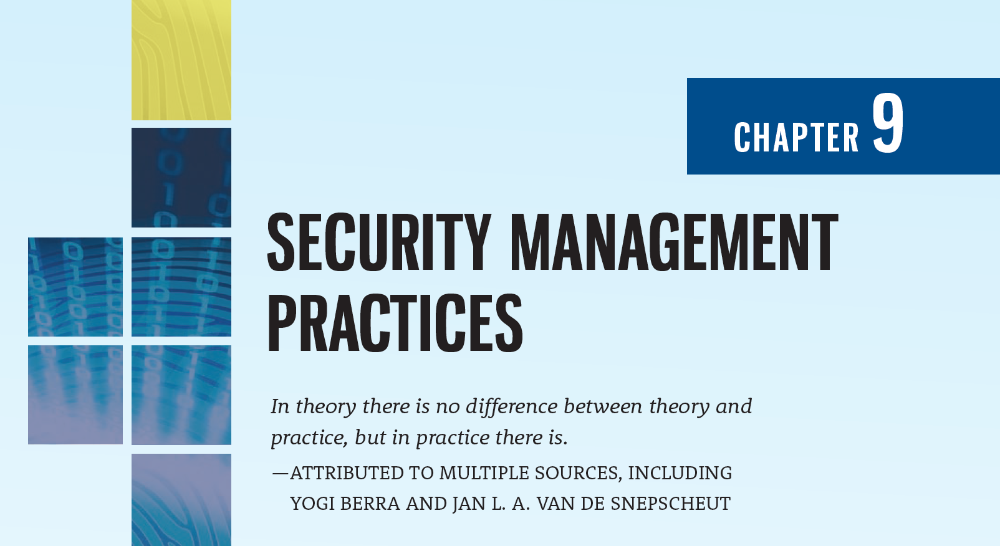 CHAPTER 9
SECURITY MANAGEMENT
PRACTICES
In theory there is no difference between theory and
practice, but in practice there is.
—ATTRIBUTED TO MULTIPLE SOURCES, INCLUDING
YOGI BERRA AND JAN L. A. VAN DE SNEPSCHEUT